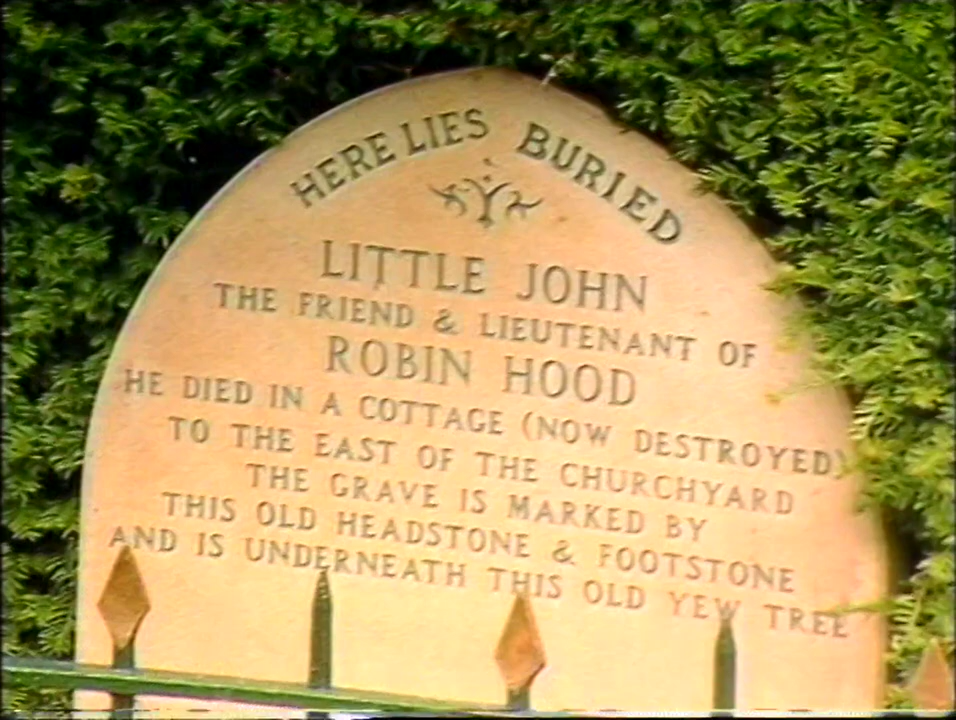 HERE LIES BURIED
LITTLE JOHN
THE FRIEND & LIEUTENANT OF
ROBIN HOOD
HE DIED IN A COTTAGE (NOW DESTROYED)
TO THE EAST OF THE CHURCHYARD
THE GRAVE IS MARKED BY
THIS OLD HEADSTONE & FOOTSTONE
AND IS UNDERNEATH THIS OLD YEW TREE